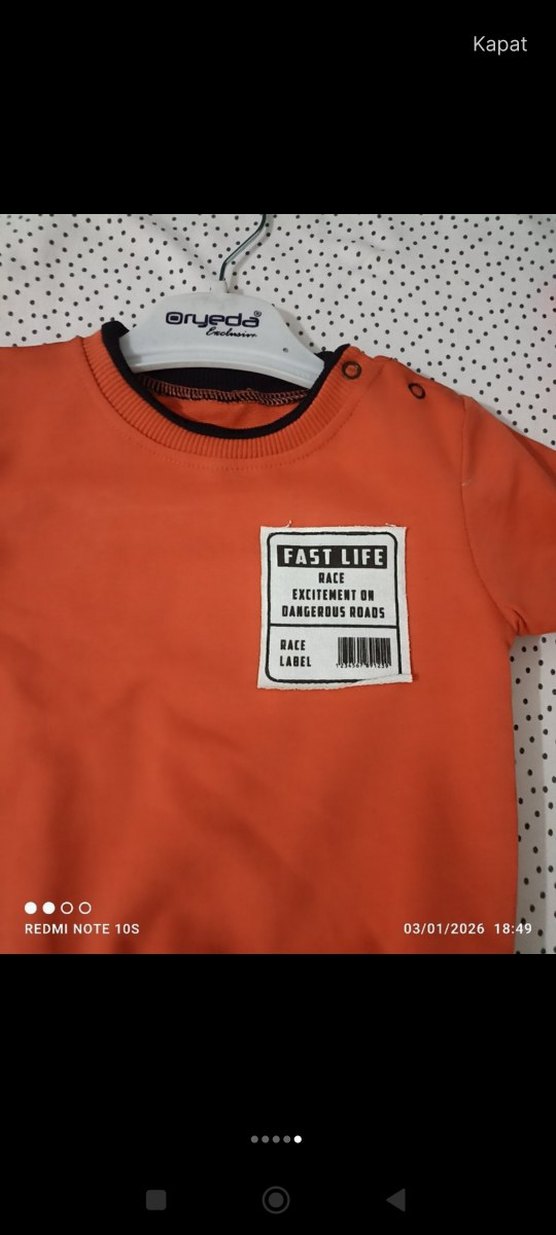 Kapat
Oryeda®
Exclusive
FAST LIFE
RACE
EXCITEMENT ON
DANGEROUS ROADS
RACE
LABEL
REDMI NOTE 10S
03/01/2026 18:49